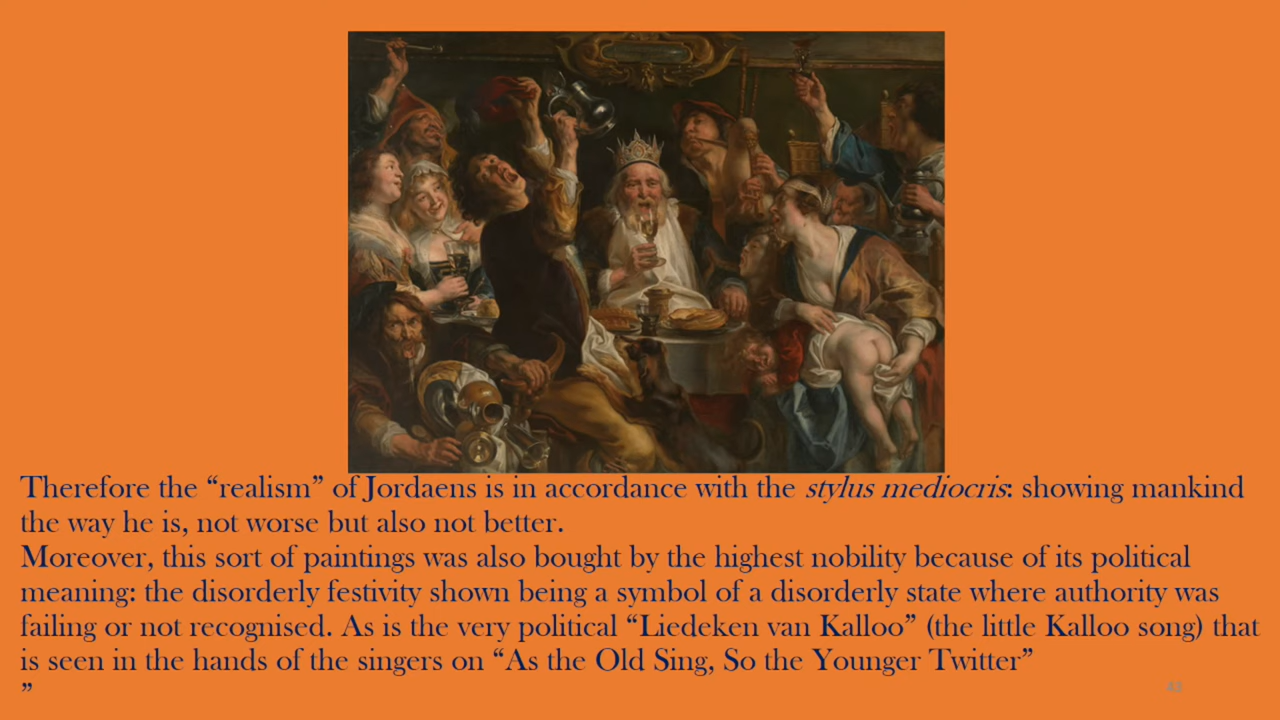 Therefore the “realism” of Jordaens is in accordance with the stylus mediocris: showing mankind
the way he is, not worse but also not better.
Moreover, this sort of paintings was also bought by the highest nobility because of its political
meaning: the disorderly festivity shown being a symbol of a disorderly state where authority was
failing or not recognised. As is the very political “Liedeken van Kalloo” (the little Kalloo song) that
is seen in the hands of the singers on “As the Old Sing, So the Younger Twitter”
”